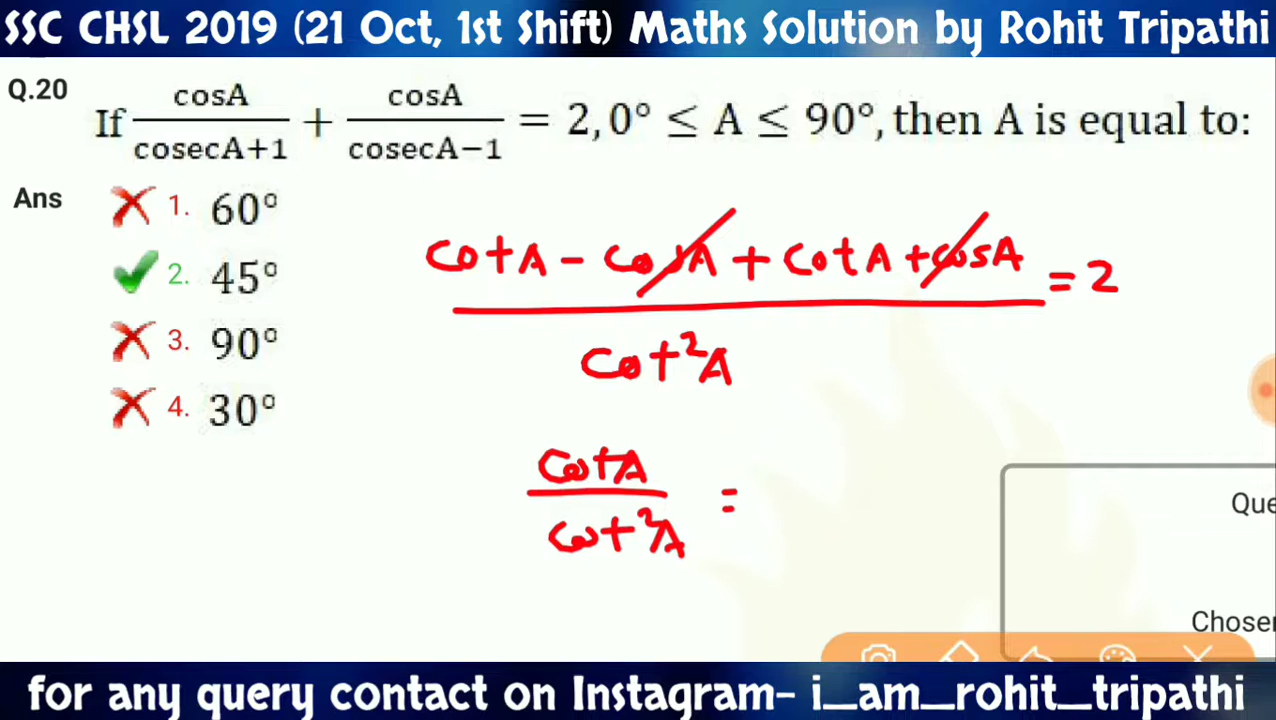 SSC CHSL 2019 (21 Oct, 1st Shift) Maths Solution by Rohit Tripathi
Q.20 If cosA/cosecA+1 + cosA/cosecA−1 = 2, 0° ≤ A ≤ 90°, then A is equal to:
Ans
1. 60°
2. 45°
3. 90°
4. 30°
cotA - cosA + cotA + cosA / cot²A = 2
cotA / cot²A =
Que
Chosen
for any query contact on Instagram- i_am_rohit_tripathi